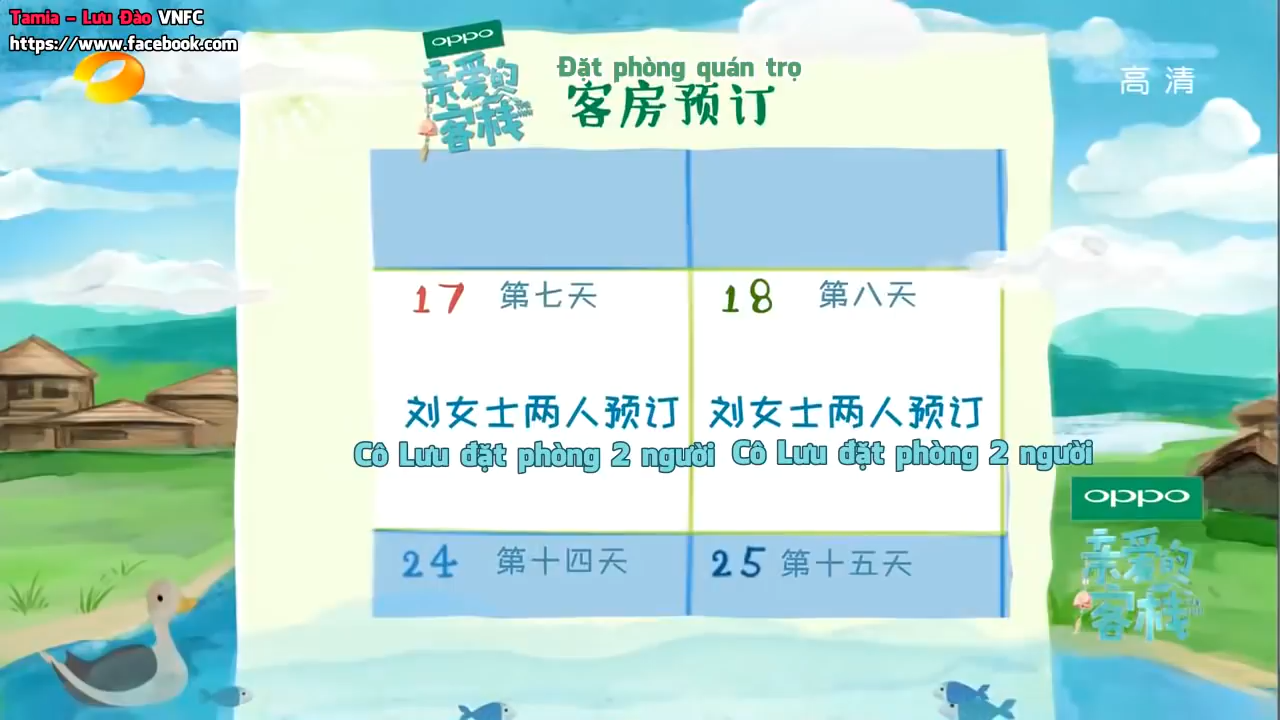 Tamia - Lưu Đào VNFC
https://www.facebook.com
oppo
亲爱的
客栈
Đặt phòng quán trọ
客房预订
高清
17 第七天
18 第八天
刘女士两人预订
刘女士两人预订
Cô Lưu đặt phòng 2 người
Cô Lưu đặt phòng 2 người
24 第十四天
25 第十五天
oppo
亲爱的
客栈